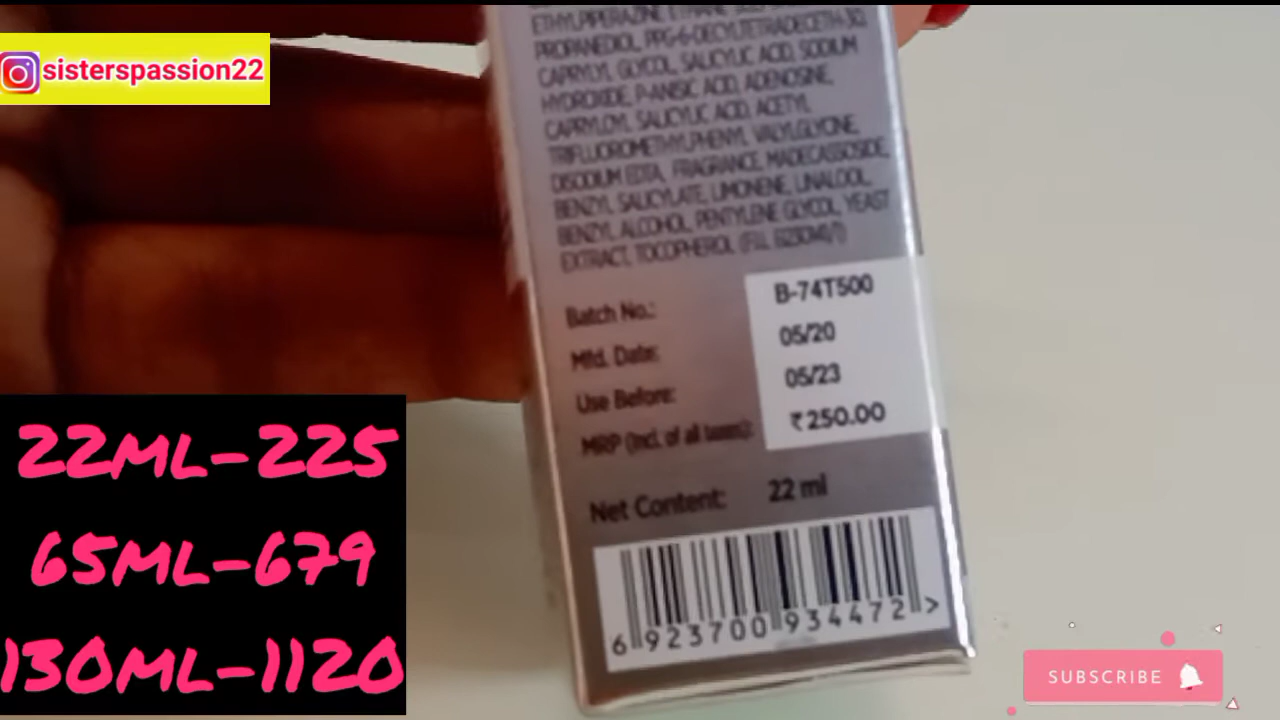 sisterspassion22
ETHYLPIPERAZINE ETHANE
PROPANEDIOL, PPG-6-DECYLTETRADECETH-30,
CAPRYLYL GLYCOL, SALICYLIC ACID, SODIUM
HYDROXIDE, P-ANISIC ACID, ADENOSINE,
CAPRYLOYL SALICYLIC ACID, ACETYL
TRIFLUOROMETHYLPHENYL VALYLGLYCINE,
DISODIUM EDTA, FRAGRANCE, MADECASSOSIDE,
BENZYL SALICYLATE, LIMONENE, LINALOOL,
BENZYL ALCOHOL, PENTYLENE GLYCOL, YEAST
EXTRACT, TOCOPHEROL (F.I.L.
Batch No.: B-74T500
Mfd. Date: 05/20
Use Before: 05/23
MRP (Incl. of all taxes): ₹250.00
Net Content: 22 ml
6 923700 934472 >
22ML-225
65ML-679
130ML-1120
SUBSCRIBE